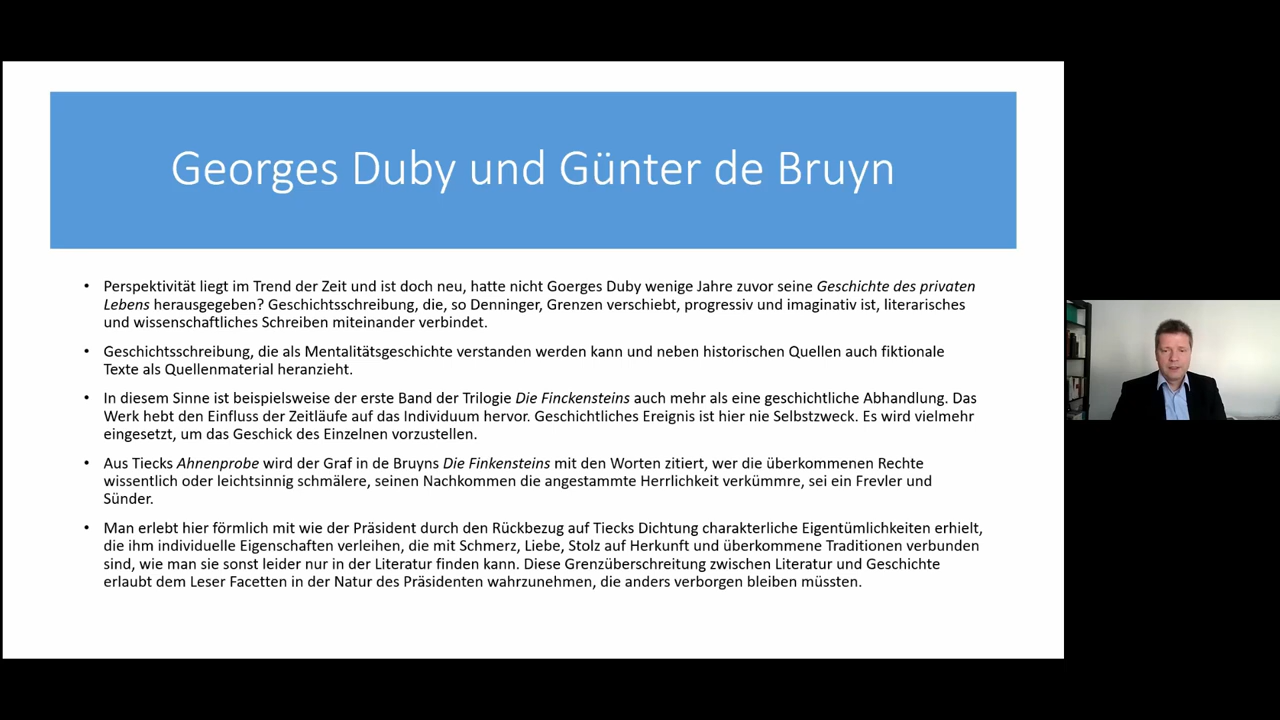 Georges Duby und Günter de Bruyn
• Perspektivität liegt im Trend der Zeit und ist doch neu, hatte nicht Goerges Duby wenige Jahre zuvor seine Geschichte des privaten
Lebens herausgegeben? Geschichtsschreibung, die, so Denninger, Grenzen verschiebt, progressiv und imaginativ ist, literarisches
und wissenschaftliches Schreiben miteinander verbindet.
• Geschichtsschreibung, die als Mentalitätsgeschichte verstanden werden kann und neben historischen Quellen auch fiktionale
Texte als Quellenmaterial heranzieht.
• In diesem Sinne ist beispielsweise der erste Band der Trilogie Die Finckensteins auch mehr als eine geschichtliche Abhandlung. Das
Werk hebt den Einfluss der Zeitläufe auf das Individuum hervor. Geschichtliches Ereignis ist hier nie Selbstzweck. Es wird vielmehr
eingesetzt, um das Geschick des Einzelnen vorzustellen.
• Aus Tiecks Ahnenprobe wird der Graf in de Bruyns Die Finkensteins mit den Worten zitiert, wer die überkommenen Rechte
wissentlich oder leichtsinnig schmälere, seinen Nachkommen die angestammte Herrlichkeit verkümmre, sei ein Frevler und
Sünder.
• Man erlebt hier förmlich mit wie der Präsident durch den Rückbezug auf Tiecks Dichtung charakterliche Eigentümlichkeiten erhielt,
die ihm individuelle Eigenschaften verleihen, die mit Schmerz, Liebe, Stolz auf Herkunft und überkommene Traditionen verbunden
sind, wie man sie sonst leider nur in der Literatur finden kann. Diese Grenzüberschreitung zwischen Literatur und Geschichte
erlaubt dem Leser Facetten in der Natur des Präsidenten wahrzunehmen, die anders verborgen bleiben müssten.